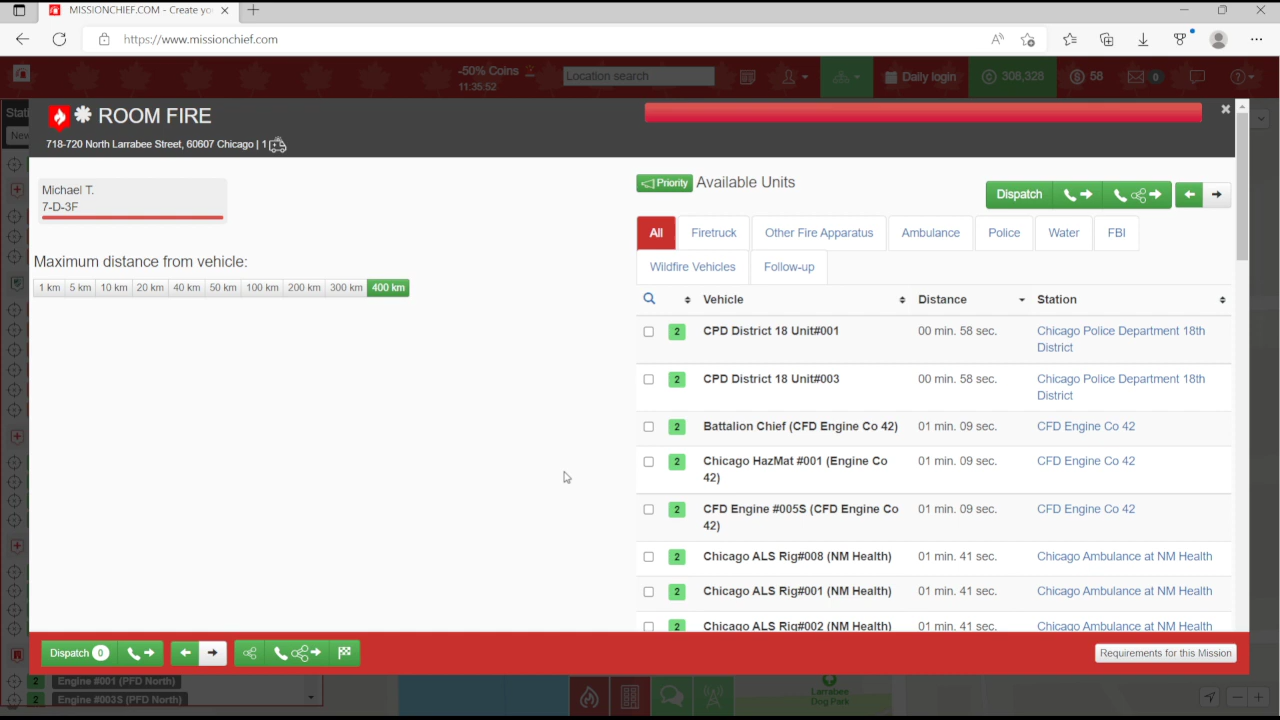 MISSIONCHIEF.COM - Create yo
https://www.missionchief.com
-50% Coins
11:35:52
Location search
Daily login
308,328
58
0
Stati
New
ROOM FIRE
718-720 North Larrabee Street, 60607 Chicago | 1
Michael T.
7-D-3F
Maximum distance from vehicle:
1 km 5 km 10 km 20 km 40 km 50 km 100 km 200 km 300 km 400 km
Priority Available Units
Dispatch
All Firetruck Other Fire Apparatus Ambulance Police Water FBI
Wildfire Vehicles Follow-up
Vehicle Distance Station
2 CPD District 18 Unit#001 00 min. 58 sec. Chicago Police Department 18th
District
2 CPD District 18 Unit#003 00 min. 58 sec. Chicago Police Department 18th
District
2 Battalion Chief (CFD Engine Co 42) 01 min. 09 sec. CFD Engine Co 42
2 Chicago HazMat #001 (Engine Co 01 min. 09 sec. CFD Engine Co 42
42)
2 CFD Engine #005S (CFD Engine Co 01 min. 09 sec. CFD Engine Co 42
42)
2 Chicago ALS Rig#008 (NM Health) 01 min. 41 sec. Chicago Ambulance at NM Health
2 Chicago ALS Rig#001 (NM Health) 01 min. 41 sec. Chicago Ambulance at NM Health
2 Chicago ALS Rig#002 (NM Health) 01 min. 41 sec. Chicago Ambulance at NM Health
Dispatch 0
Requirements for this Mission
2 Engine #001 (PFD North)
2 Engine #003S (PFD North)
Larrabee
Dog Park